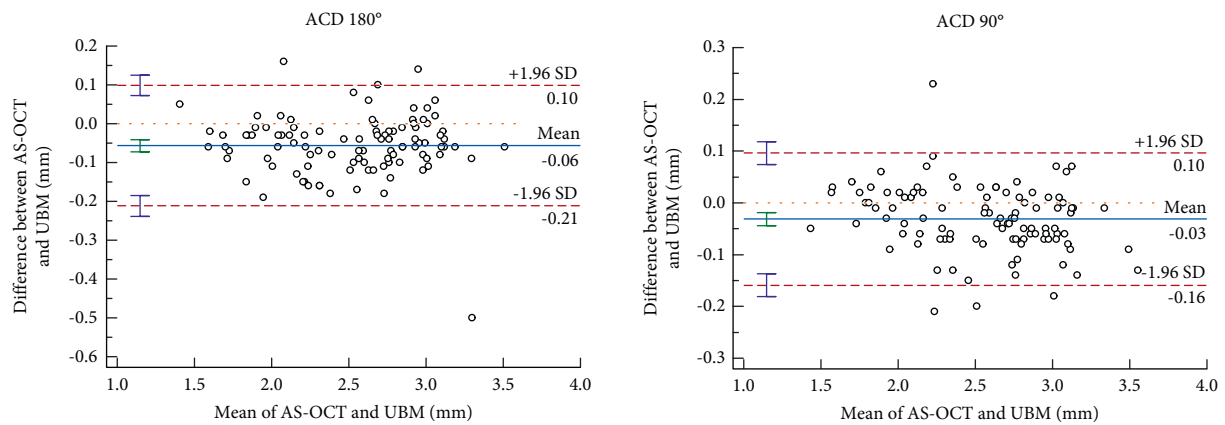 ACD 180°
0.2
0.1
0.0
-0.1
-0.2
-0.3
-0.4
-0.5
-0.6
Difference between AS-OCT
and UBM (mm)
+1.96 SD
0.10
Mean
-0.06
-1.96 SD
-0.21
1.0 1.5 2.0 2.5 3.0 3.5 4.0
Mean of AS-OCT and UBM (mm)
ACD 90°
0.3
0.2
0.1
0.0
-0.1
-0.2
-0.3
Difference between AS-OCT
and UBM (mm)
+1.96 SD
0.10
Mean
-0.03
-1.96 SD
-0.16
1.0 1.5 2.0 2.5 3.0 3.5 4.0
Mean of AS-OCT and UBM (mm)